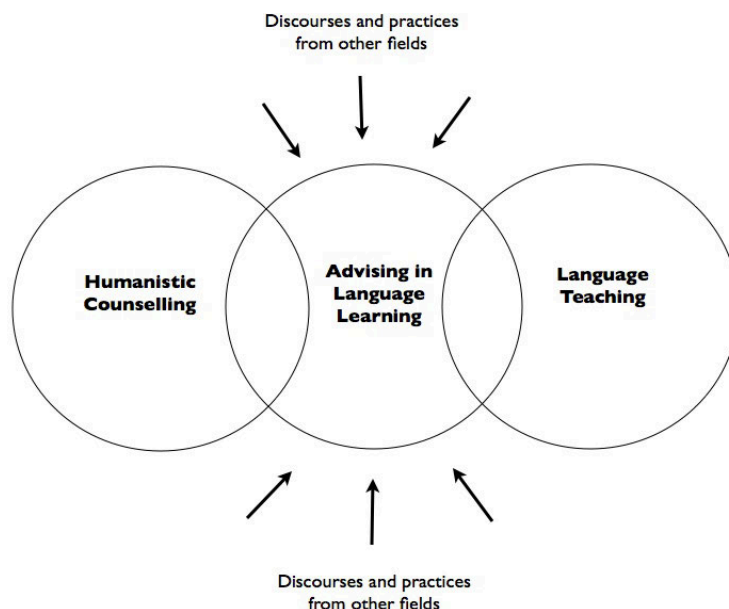 Discourses and practices
from other fields
Humanistic
Counselling
Advising in
Language
Learning
Language
Teaching
Discourses and practices
from other fields